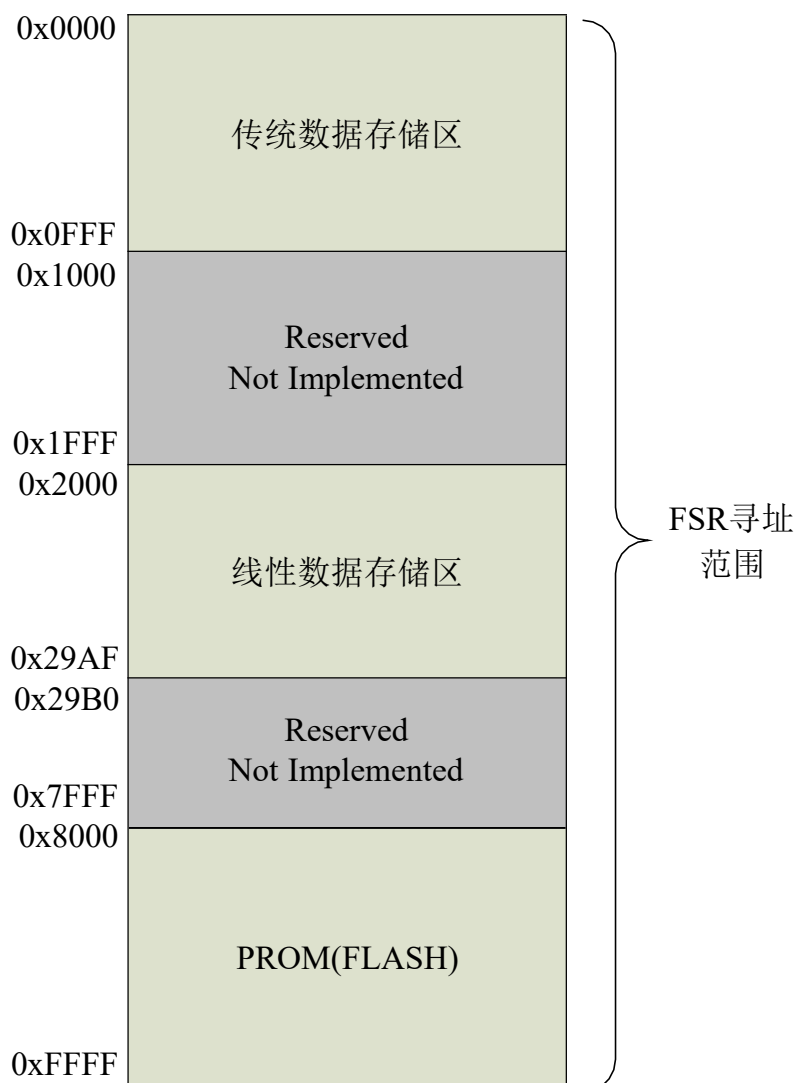 0x0000
传统数据存储区
0x0FFF
0x1000
Reserved
Not Implemented
0x1FFF
0x2000
线性数据存储区
0x29AF
0x29B0
Reserved
Not Implemented
0x7FFF
0x8000
PROM(FLASH)
0xFFFF
FSR寻址
范围